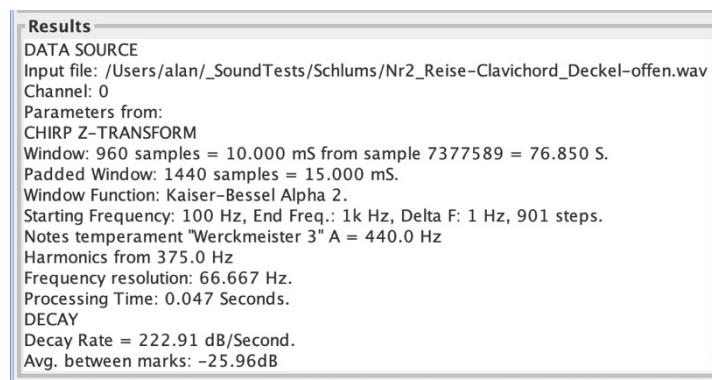 Results
DATA SOURCE
Input file: /Users/alan/_SoundTests/Schlums/Nr2_Reise-Clavichord_Deckel-offen.wav
Channel: 0
Parameters from:
CHIRP Z-TRANSFORM
Window: 960 samples = 10.000 mS from sample 7377589 = 76.850 S.
Padded Window: 1440 samples = 15.000 mS.
Window Function: Kaiser-Bessel Alpha 2.
Starting Frequency: 100 Hz, End Freq.: 1k Hz, Delta F: 1 Hz, 901 steps.
Notes temperament "Werckmeister 3" A = 440.0 Hz
Harmonics from 375.0 Hz
Frequency resolution: 66.667 Hz.
Processing Time: 0.047 Seconds.
DECAY
Decay Rate = 222.91 dB/Second.
Avg. between marks: -25.96dB